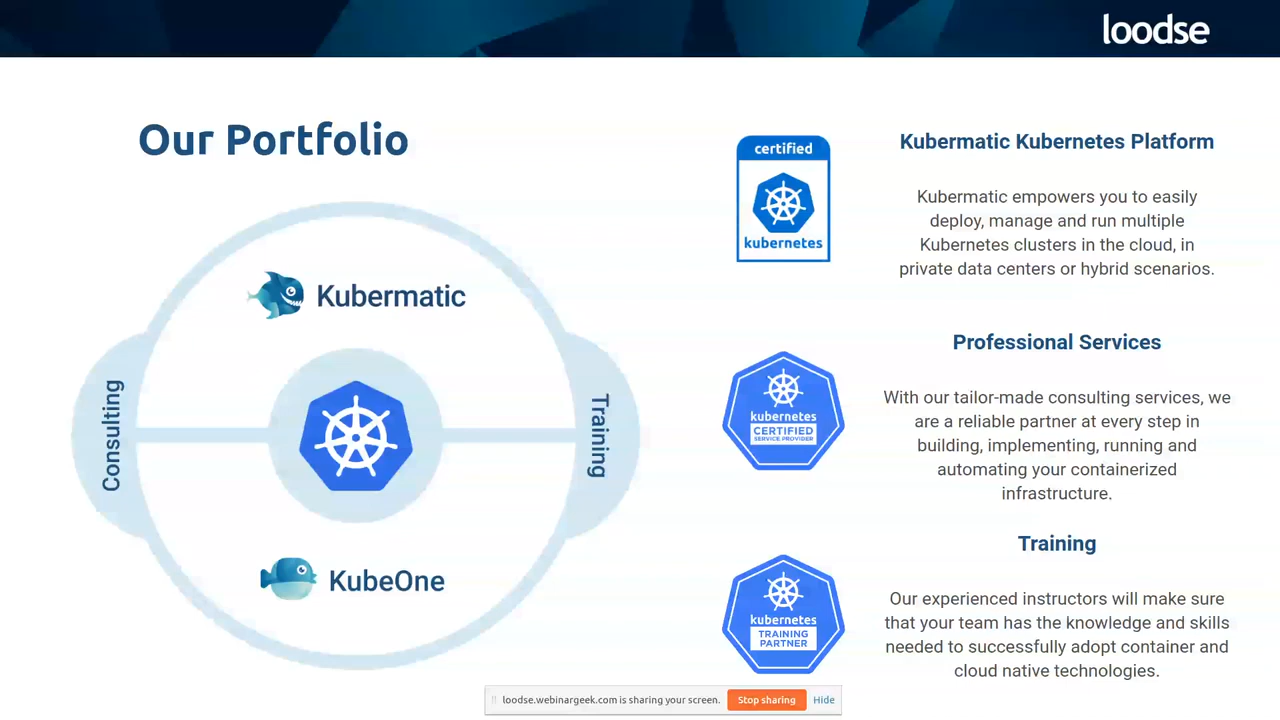 loodse
Our Portfolio
Kubermatic
Consulting
Training
KubeOne
certified
kubernetes
Kubermatic Kubernetes Platform
Kubermatic empowers you to easily
deploy, manage and run multiple
Kubernetes clusters in the cloud, in
private data centers or hybrid scenarios.
kubernetes
CERTIFIED
SERVICE PROVIDER
Professional Services
With our tailor-made consulting services, we
are a reliable partner at every step in
building, implementing, running and
automating your containerized
infrastructure.
kubernetes
TRAINING
PARTNER
Training
Our experienced instructors will make sure
that your team has the knowledge and skills
needed to successfully adopt container and
cloud native technologies.
loodse.webinargeek.com is sharing your screen. Stop sharing Hide